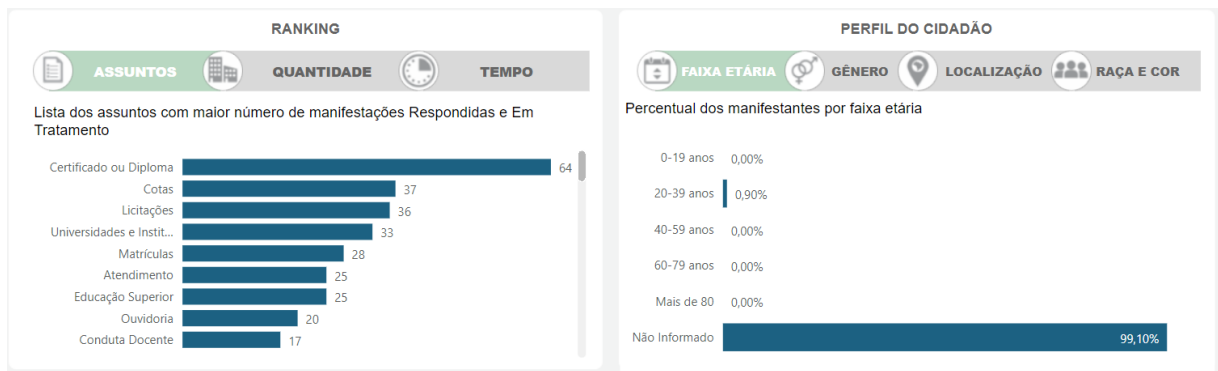 RANKING
ASSUNTOS
QUANTIDADE
TEMPO
Lista dos assuntos com maior número de manifestações Respondidas e Em
Tratamento
Certificado ou Diploma 64
Cotas 37
Licitações 36
Universidades e Instit... 33
Matrículas 28
Atendimento 25
Educação Superior 25
Ouvidoria 20
Conduta Docente 17
PERFIL DO CIDADÃO
FAIXA ETÁRIA
GÊNERO
LOCALIZAÇÃO
RAÇA E COR
Percentual dos manifestantes por faixa etária
0-19 anos 0,00%
20-39 anos 0,90%
40-59 anos 0,00%
60-79 anos 0,00%
Mais de 80 0,00%
Não Informado 99,10%